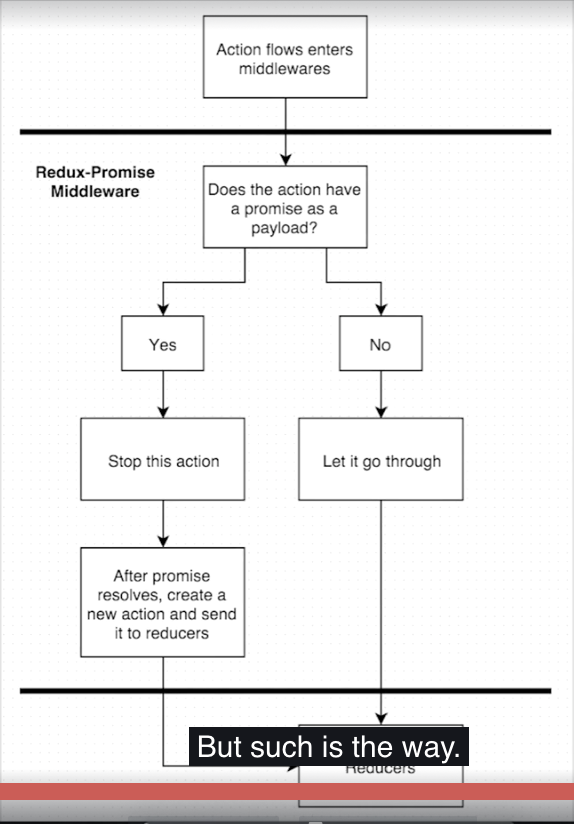 Action flows enters
middlewares
Redux-Promise
Middleware
Does the action have
a promise as a
payload?
Yes
No
Stop this action
Let it go through
After promise
resolves, create a
new action and send
it to reducers
But such is the way.
Reducers